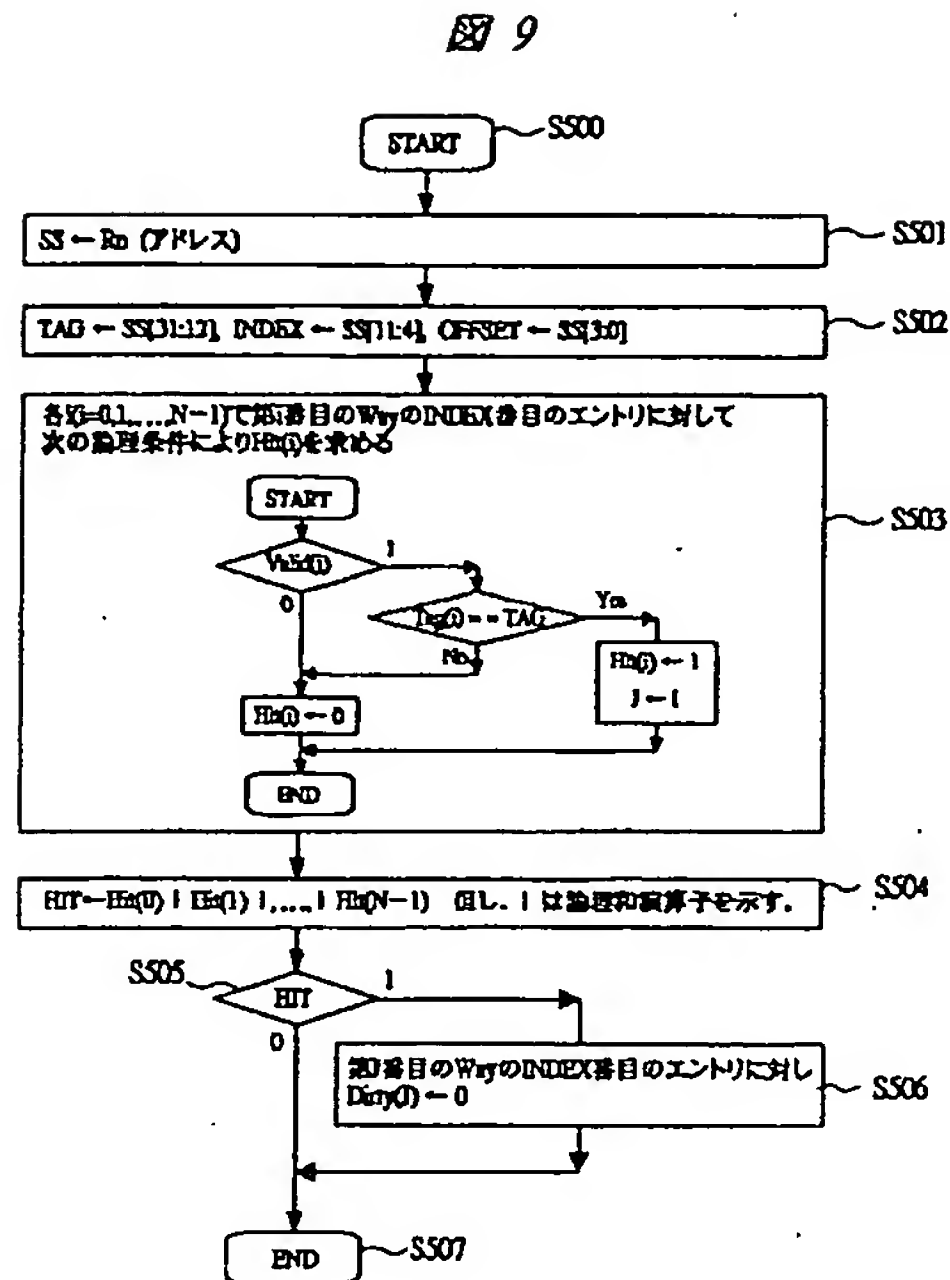 図 9
START
S500
SS ← Rn (アドレス)
S501
TAG ← SS[31:12], INDEX ← SS[11:4], OFFSET ← SS[3:0]
S502
各i(i=0,1,...,N-1)で第i番目のWayのINDEX番目のエントリに対して
次の論理条件によりHit(i)を求める
S503
START
Valid(i)
1
0
Tag(i) == TAG
Yes
No
Hit(i) ← 1
J ← i
Hit(i) ← 0
END
HIT ← Hit(0) | Hit(1) |,...,| Hit(N-1) (但し、| は論理和演算子を示す.
S504
S505
HIT
1
0
第J番目のWayのINDEX番目のエントリに対し
Dirty(J) ← 0
S506
END
S507